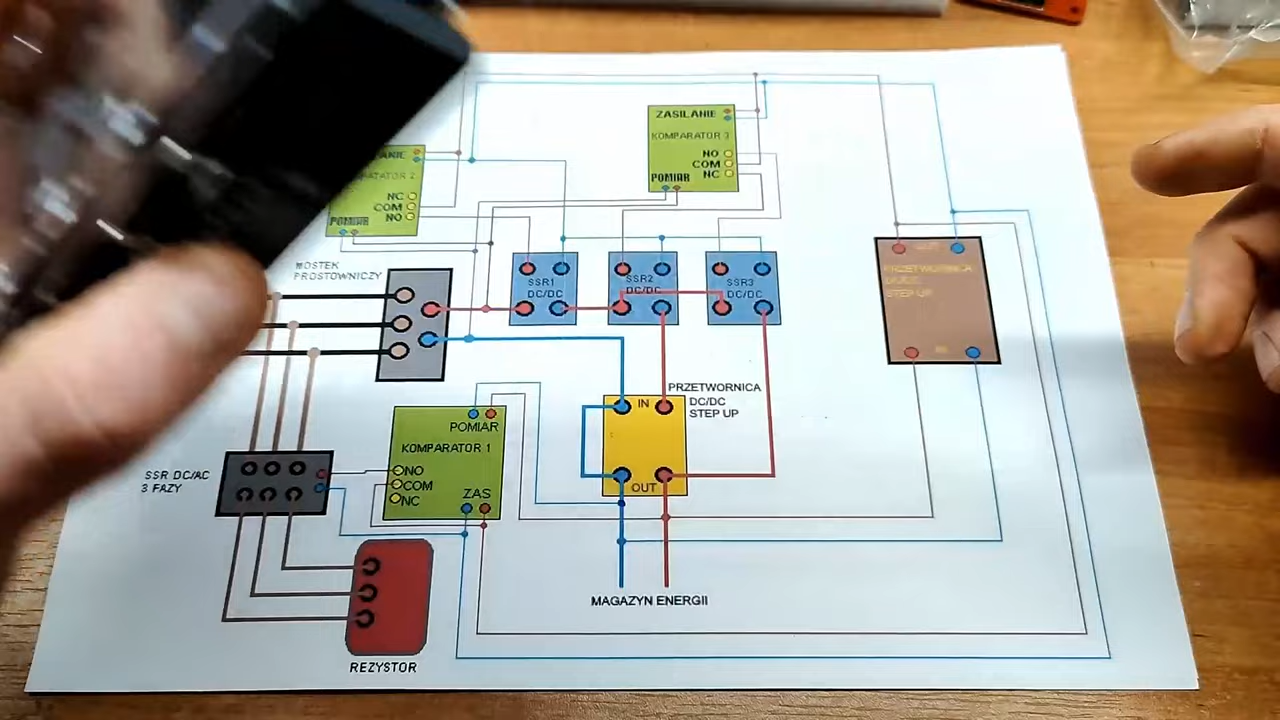 ZASILANIE
KOMPARATOR 3
NO
COM
NC
POMIAR
NC
COM
NO
POMIAR
MOSTEK
PROSTOWNICZY
SSR1
DC/DC
SSR2
DC/DC
SSR3
DC/DC
PRZETWORNICA
STEP UP
PRZETWORNICA
DC/DC
STEP UP
IN
OUT
POMIAR
KOMPARATOR 1
NO
COM
NC
ZAS
SSR DC/AC
3 FAZY
MAGAZYN ENERGII
REZYSTOR